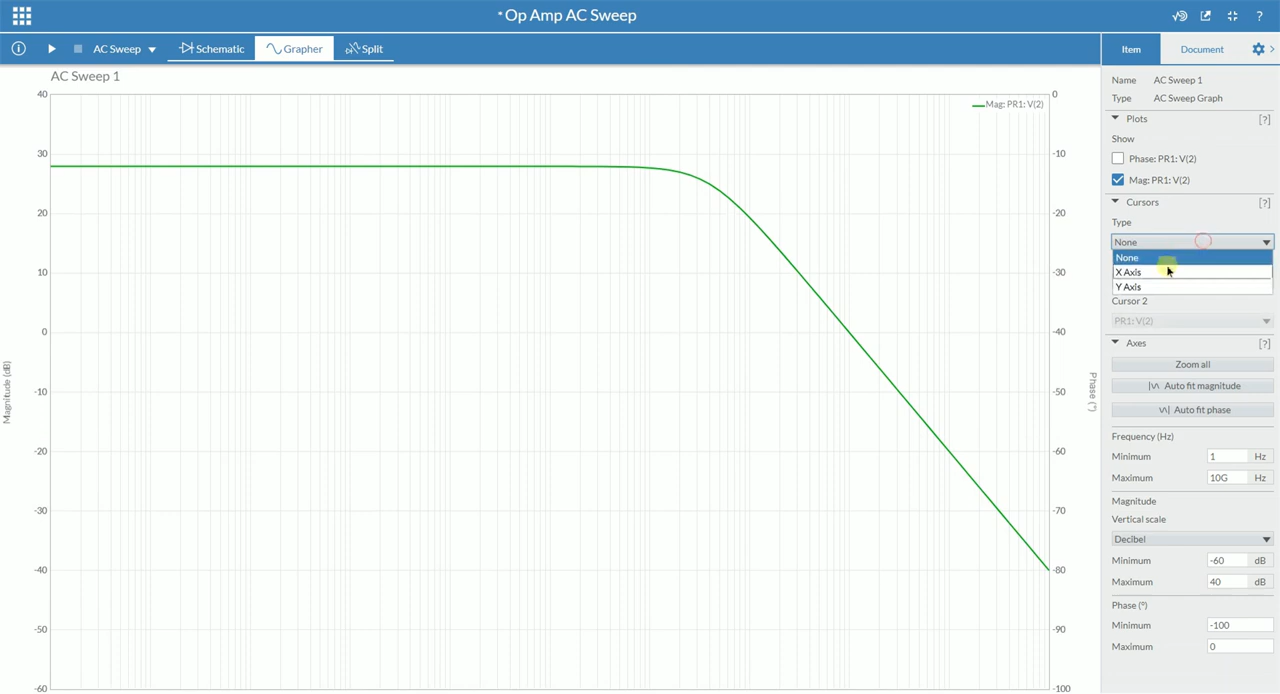 * Op Amp AC Sweep
?
AC Sweep
Schematic
Grapher
Split
Item
Document
AC Sweep 1
Mag: PR1: V(2)
40
30
20
10
0
-10
-20
-30
-40
-50
-60
Magnitude (dB)
0
-10
-20
-30
-40
-50
-60
-70
-80
-90
-100
Phase (°)
Name AC Sweep 1
Type AC Sweep Graph
Plots [?]
Show
Phase: PR1: V(2)
Mag: PR1: V(2)
Cursors [?]
Type
None
None
X Axis
Y Axis
Cursor 2
PR1: V(2)
Axes [?]
Zoom all
Auto fit magnitude
Auto fit phase
Frequency (Hz)
Minimum 1 Hz
Maximum 10G Hz
Magnitude
Vertical scale
Decibel
Minimum -60 dB
Maximum 40 dB
Phase (°)
Minimum -100
Maximum 0